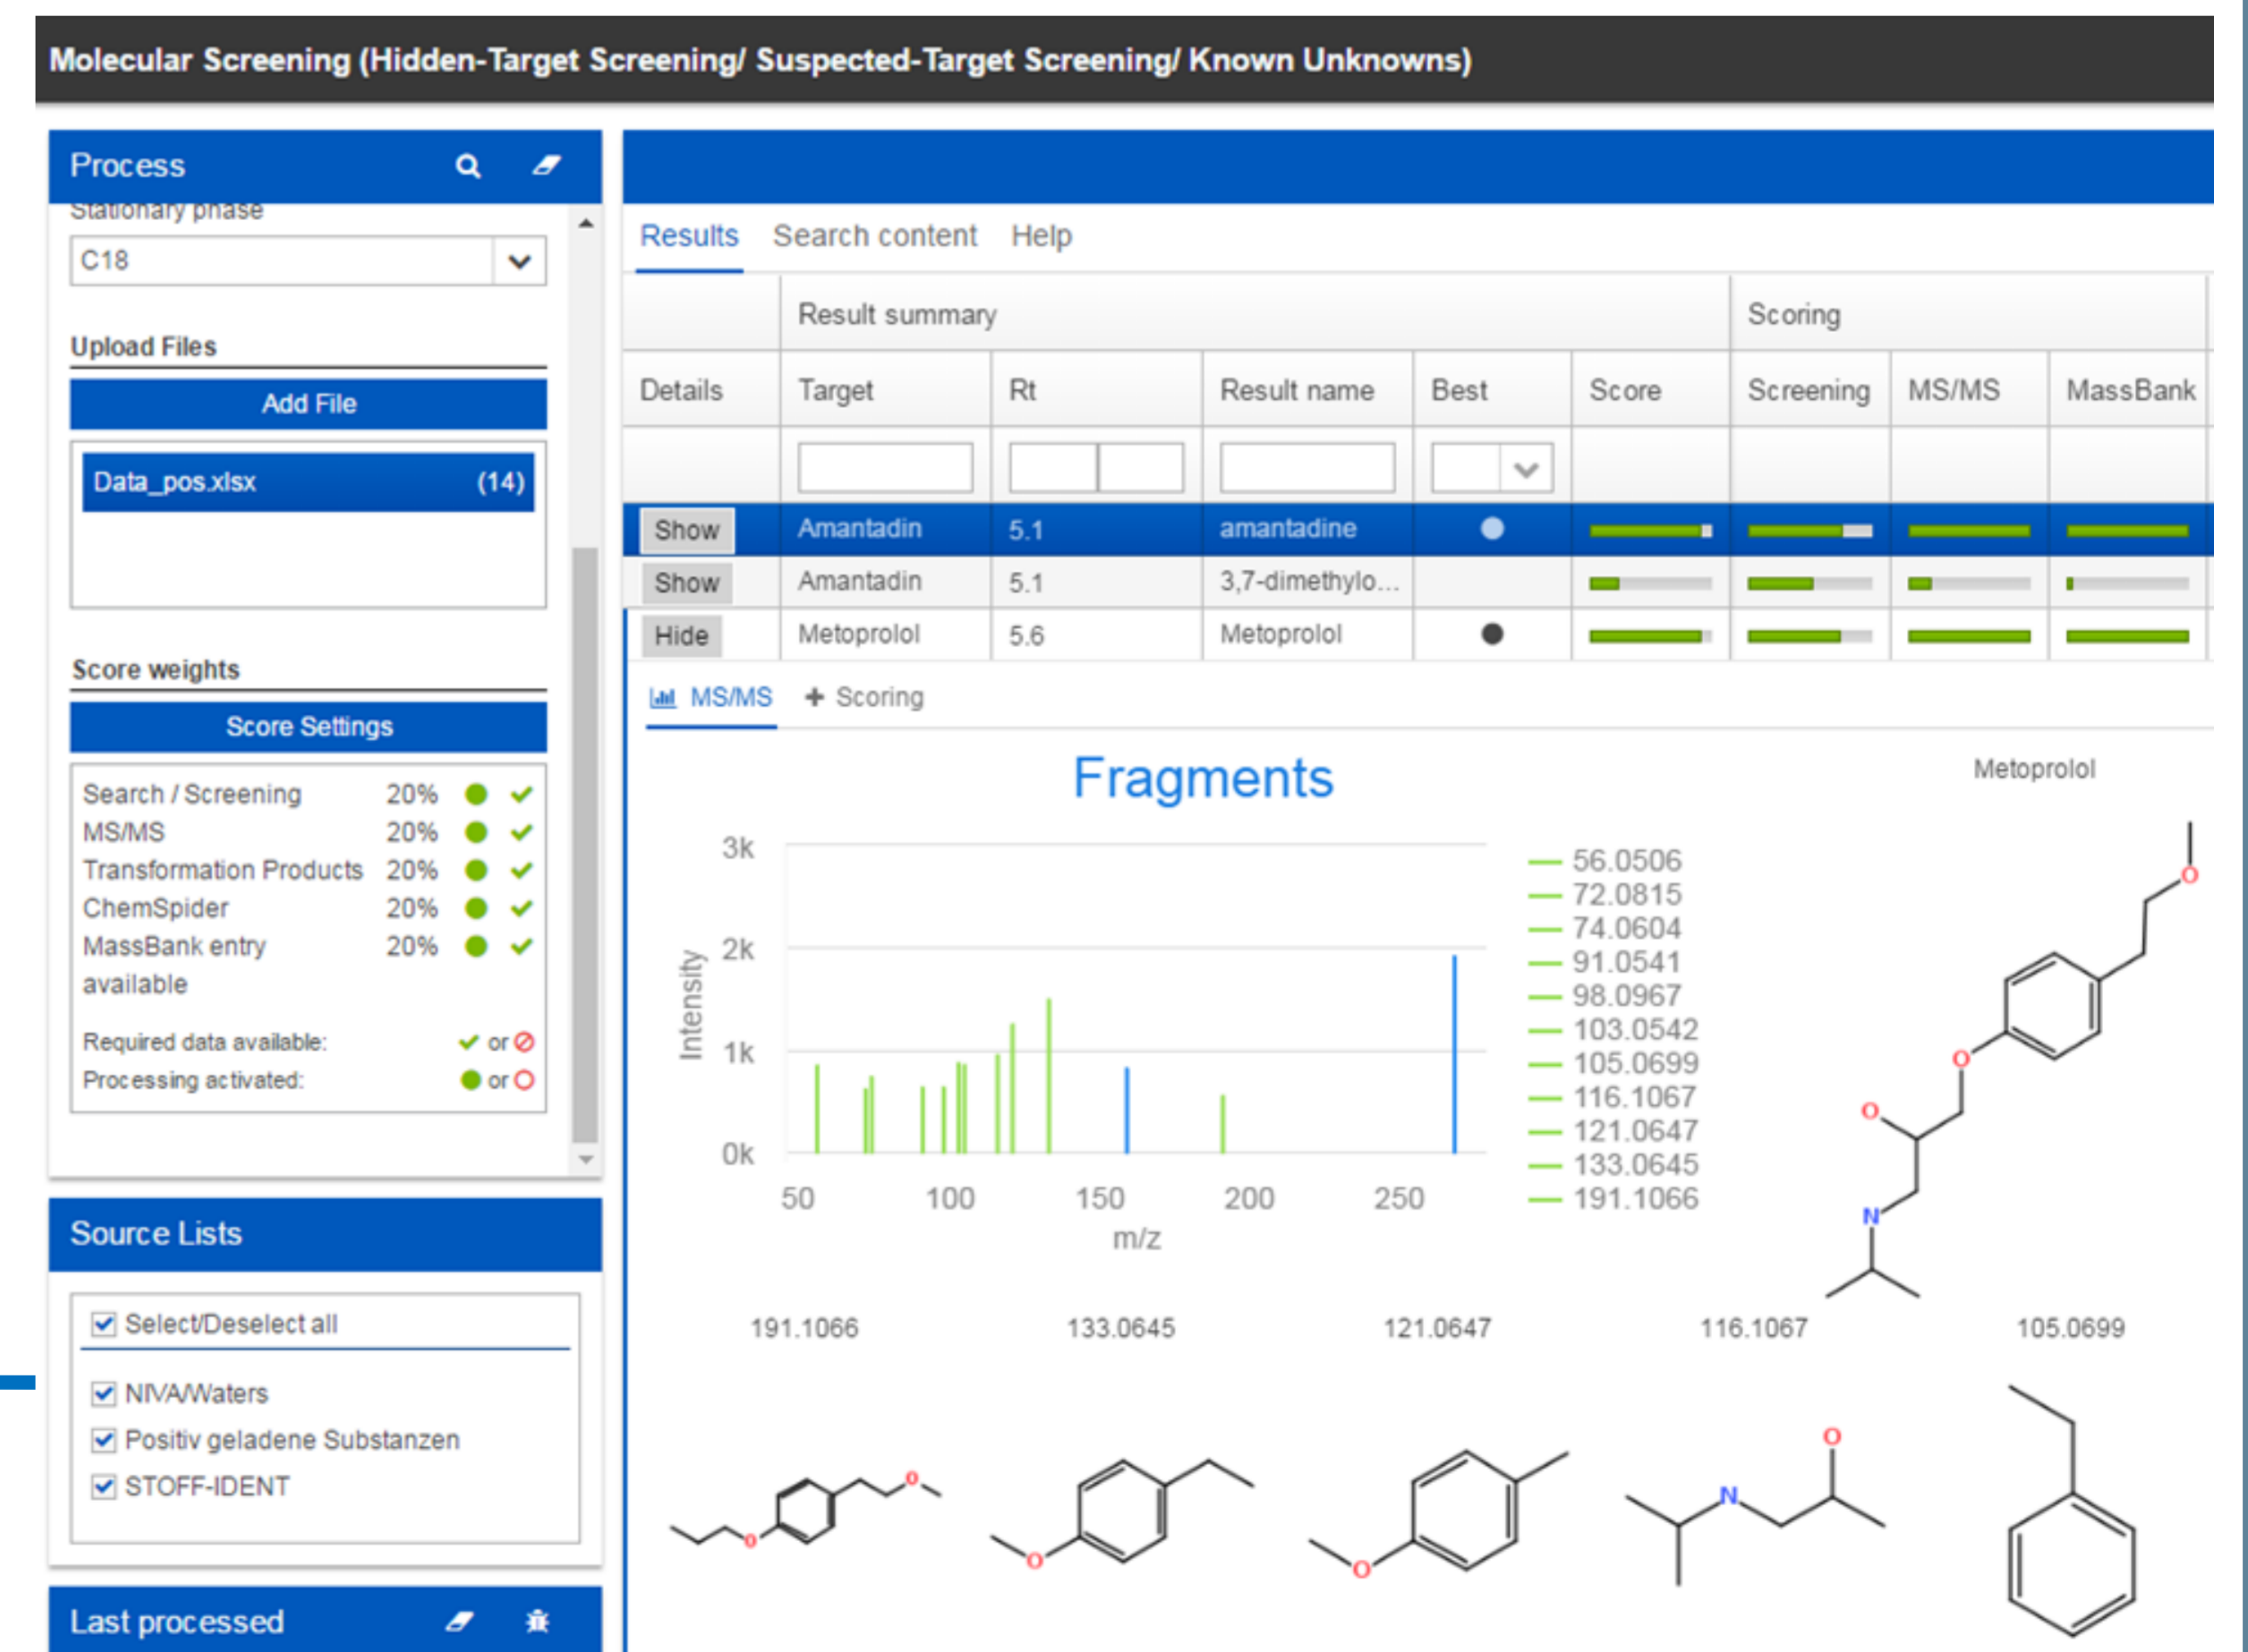 Molecular Screening (Hidden-Target Screening/ Suspected-Target Screening/ Known Unknowns)
Process
Stationary phase
C18
Upload Files
Add File
Data_pos.xlsx (14)
Score weights
Score Settings
Search / Screening 20%
MS/MS 20%
Transformation Products 20%
ChemSpider 20%
MassBank entry 20%
available
Required data available: or
Processing activated: or
Source Lists
Select/Deselect all
NIVA/Waters
Positiv geladene Substanzen
STOFF-IDENT
Last processed
Results Search content Help
Result summary Scoring
Details Target Rt Result name Best Score Screening MS/MS MassBank
Show Amantadin 5.1 amantadine
Show Amantadin 5.1 3,7-dimethylo...
Hide Metoprolol 5.6 Metoprolol
MS/MS + Scoring
Fragments
Metoprolol
3k
2k
1k
0k
Intensity
50 100 150 200 250
m/z
56.0506
72.0815
74.0604
91.0541
98.0967
103.0542
105.0699
116.1067
121.0647
133.0645
191.1066
O
O
O
N
191.1066 133.0645 121.0647 116.1067 105.0699
O
O
O
O
N
O